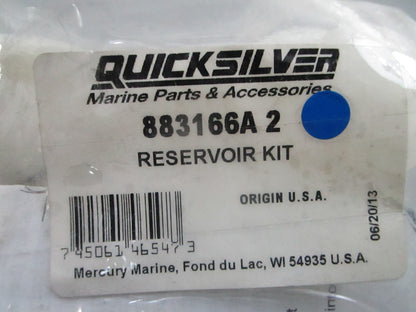 QUICKSILVER
Marine Parts & Accessories
883166A 2
RESERVOIR KIT
ORIGIN U.S.A.
06/20/13
7 45061 46547 3
Mercury Marine, Fond du Lac, WI 54935 U.S.A.